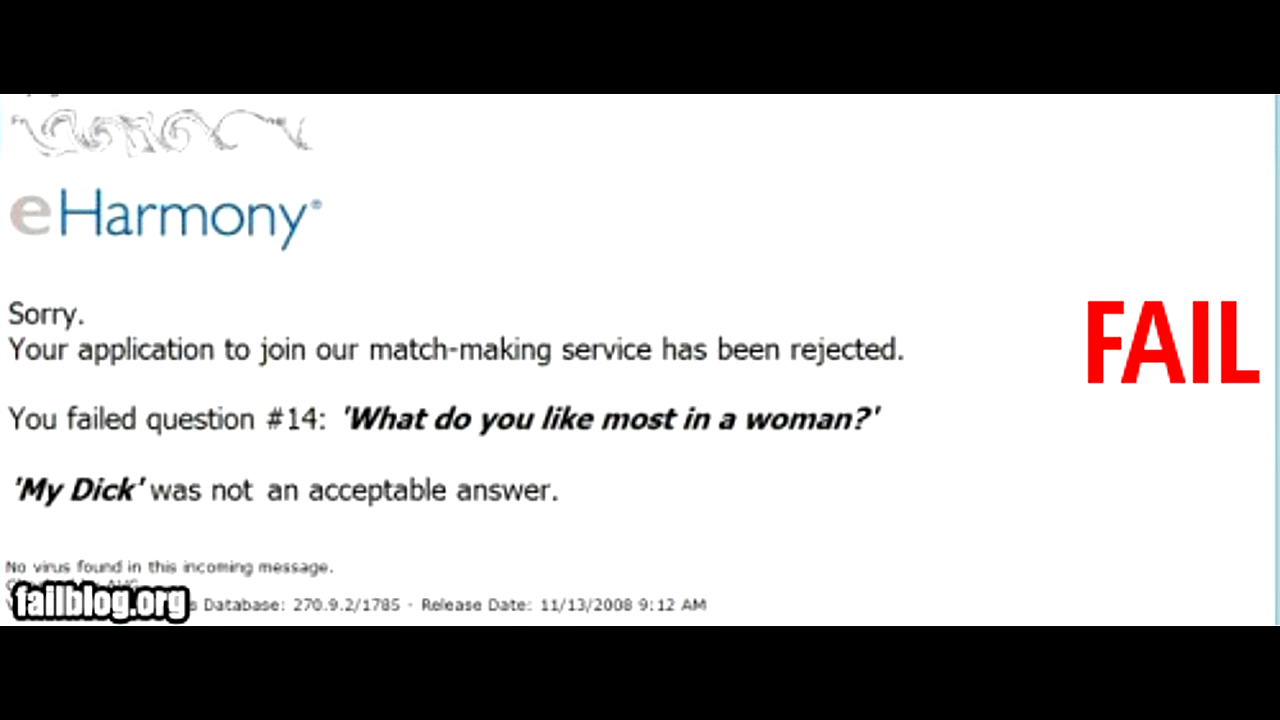 eHarmony®
Sorry.
Your application to join our match-making service has been rejected.
FAIL
You failed question #14: 'What do you like most in a woman?'
'My Dick' was not an acceptable answer.
No virus found in this incoming message.
failblog.org
s Database: 270.9.2/1785 - Release Date: 11/13/2008 9:12 AM